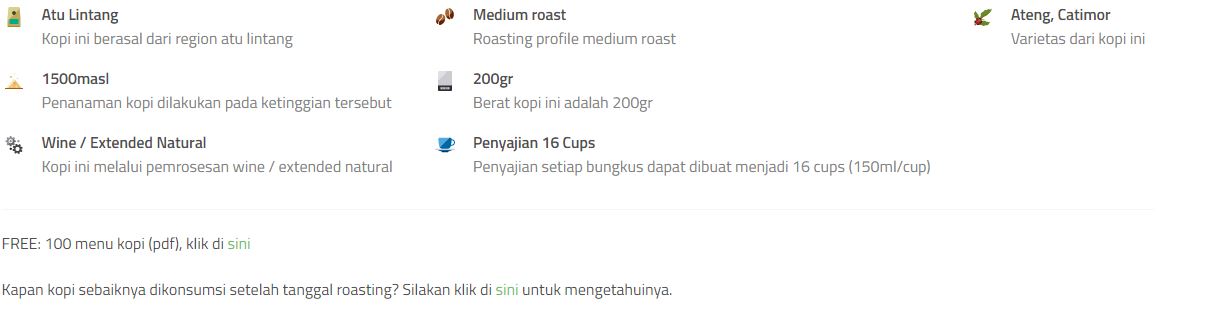 Atu Lintang
Kopi ini berasal dari region atu lintang
Medium roast
Roasting profile medium roast
Ateng, Catimor
Varietas dari kopi ini
1500masl
Penanaman kopi dilakukan pada ketinggian tersebut
200gr
Berat kopi ini adalah 200gr
Wine / Extended Natural
Kopi ini melalui pemrosesan wine / extended natural
Penyajian 16 Cups
Penyajian setiap bungkus dapat dibuat menjadi 16 cups (150ml/cup)
FREE: 100 menu kopi (pdf), klik di sini
Kapan kopi sebaiknya dikonsumsi setelah tanggal roasting? Silakan klik di sini untuk mengetahuinya.